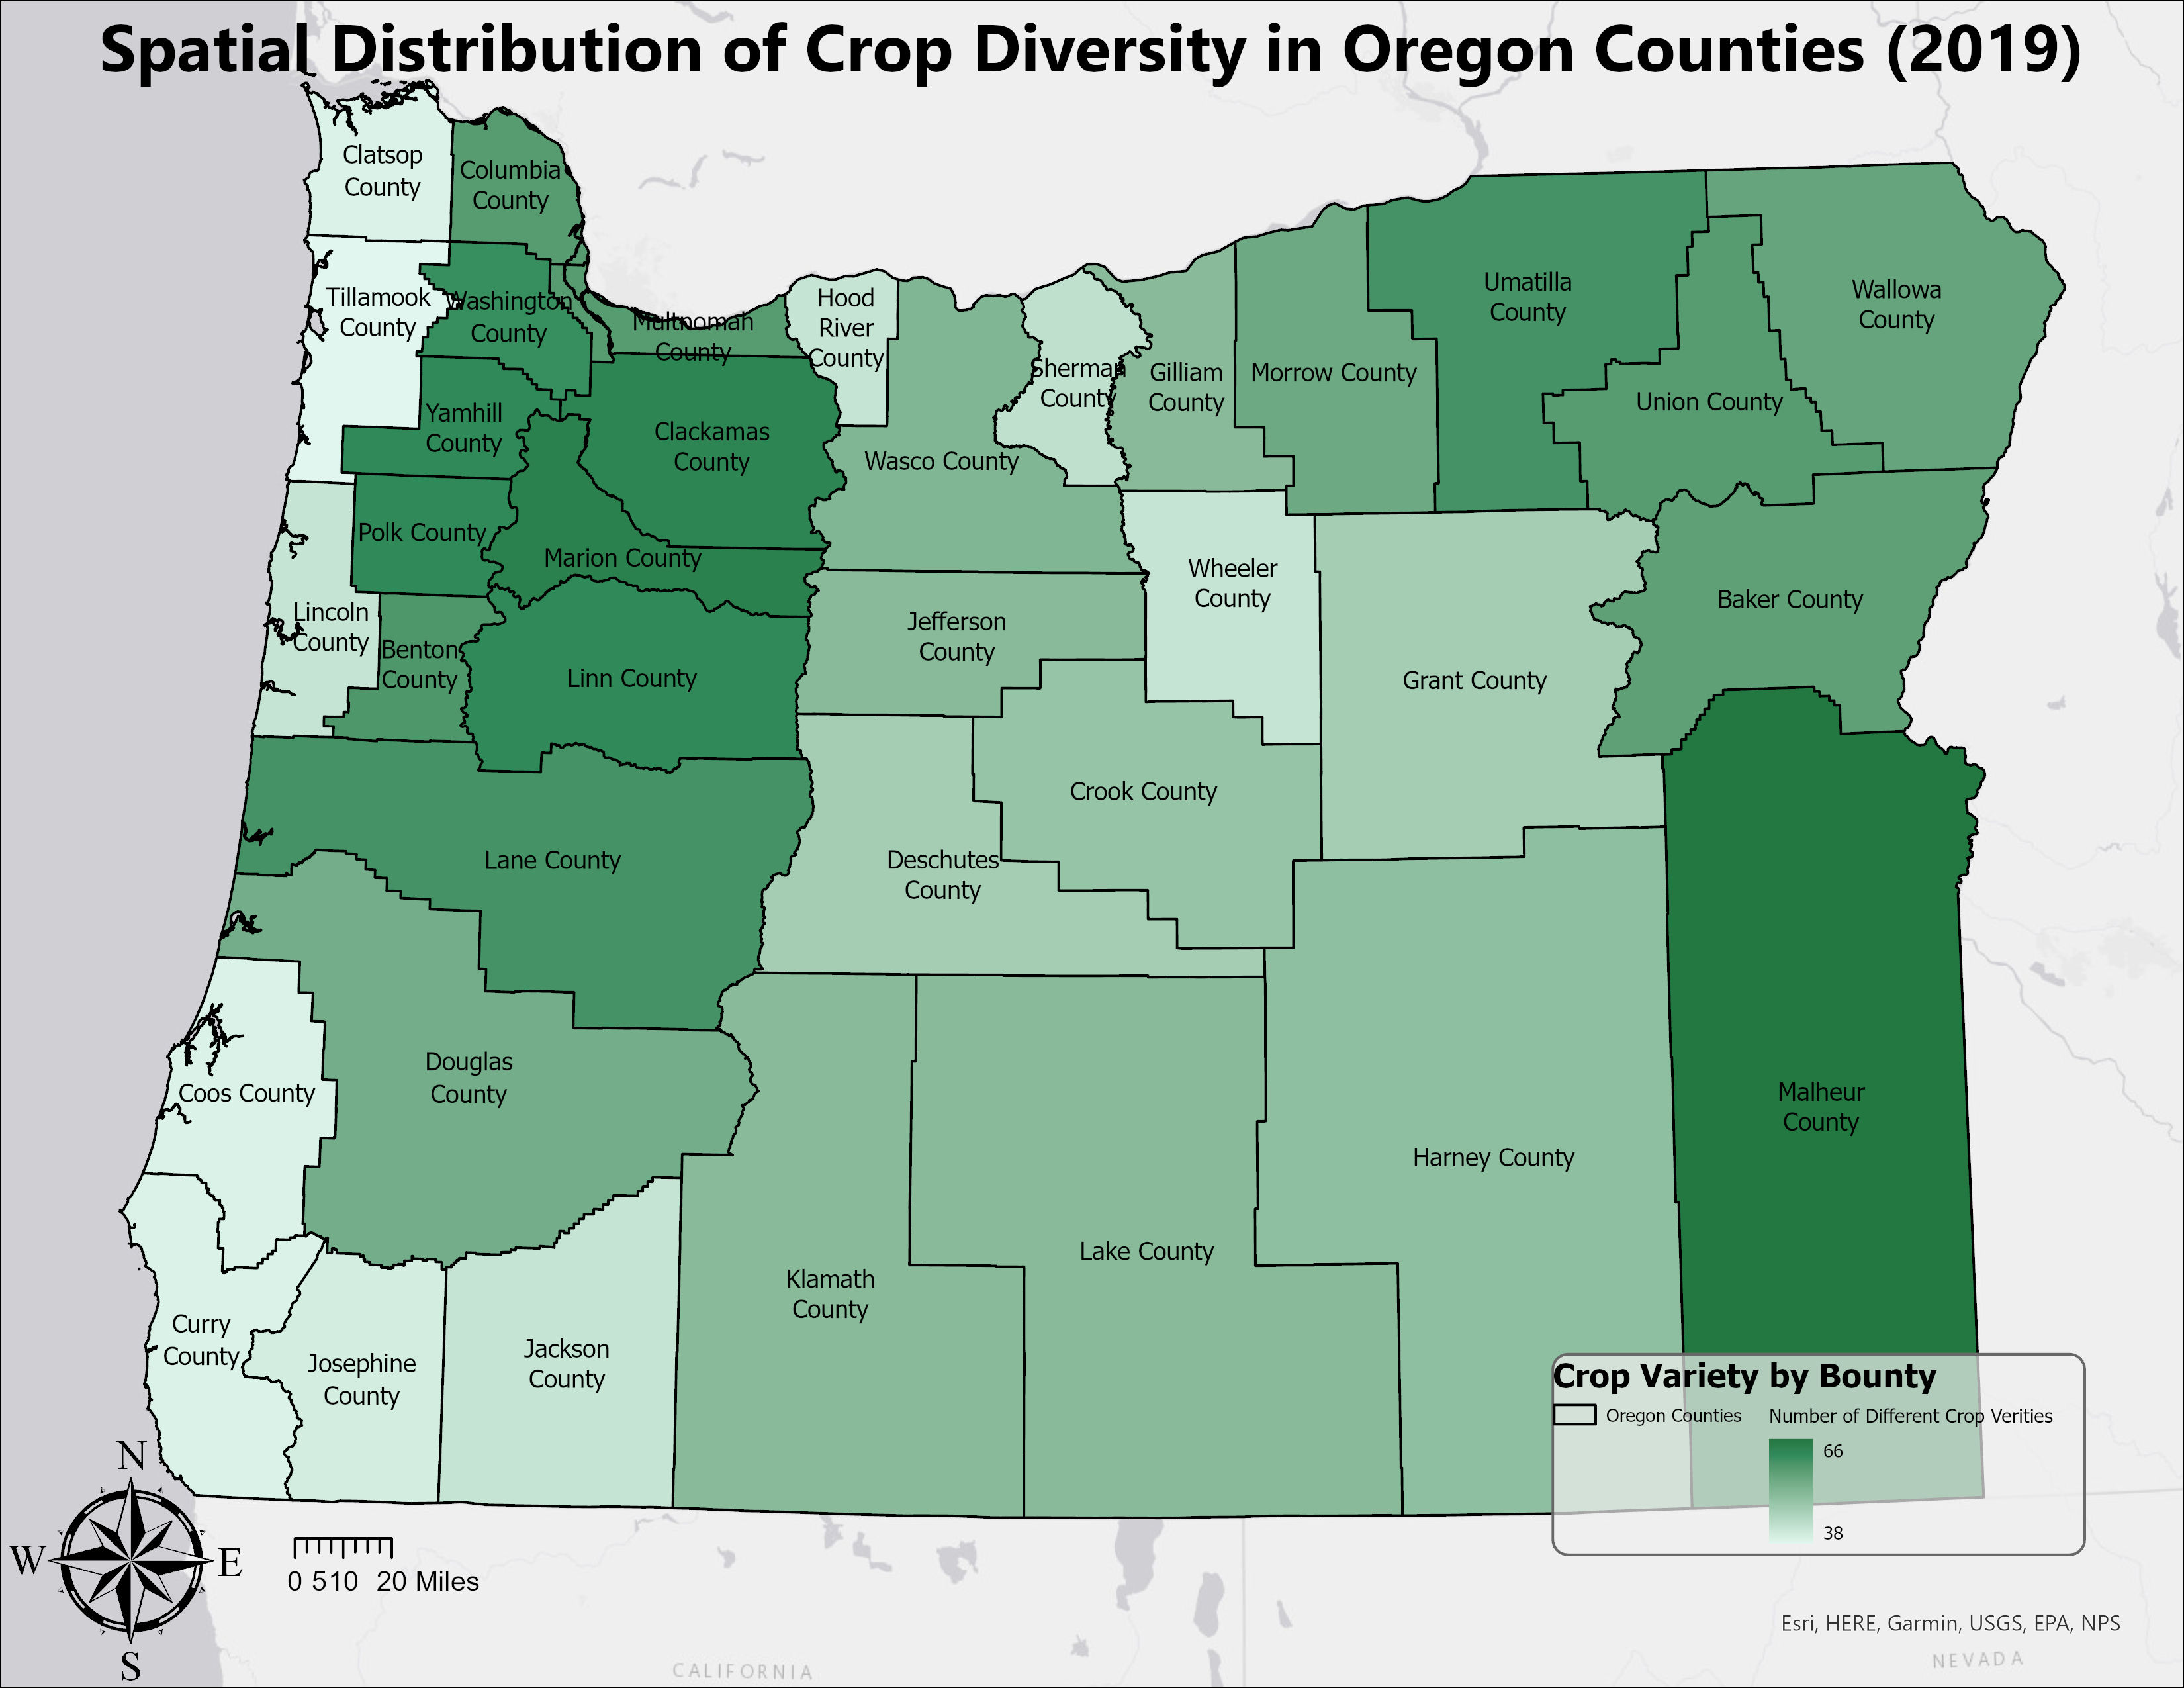 Spatial Distribution of Crop Diversity in Oregon Counties (2019)
Clatsop
County
Columbia
County
Tillamook
County
Washington
County
Multnomah
County
Hood
River
County
Sherman
County
Gilliam
County
Morrow County
Umatilla
County
Union County
Wallowa
County
Yamhill
County
Clackamas
County
Wasco County
Polk County
Marion County
Lincoln
County
Benton
County
Linn County
Jefferson
County
Wheeler
County
Grant County
Baker County
Crook County
Deschutes
County
Lane County
Douglas
County
Coos County
Malheur
County
Harney County
Lake County
Klamath
County
Curry
County
Josephine
County
Jackson
County
Crop Variety by Bounty
Oregon Counties
Number of Different Crop Verities
66
38
N
W
E
S
0 5 10 20 Miles
Esri, HERE, Garmin, USGS, EPA, NPS
CALIFORNIA
NEVADA